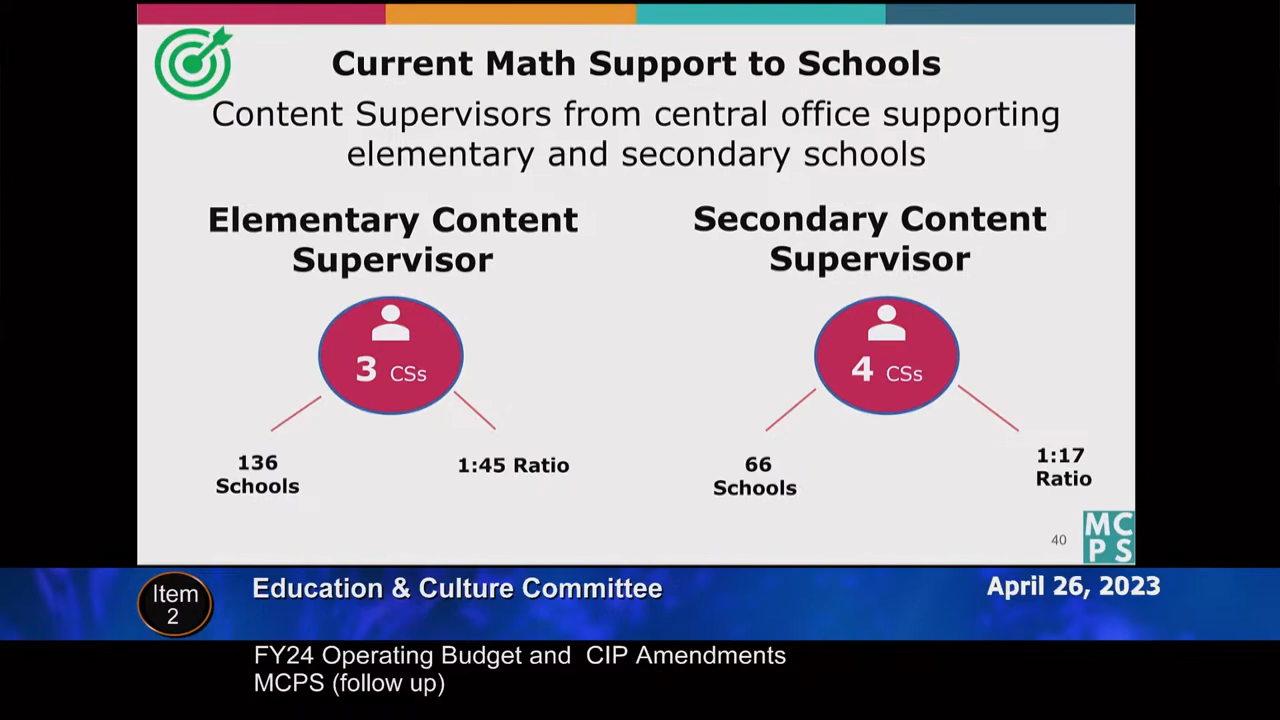 Current Math Support to Schools
Content Supervisors from central office supporting
elementary and secondary schools
Elementary Content
Supervisor
3 CSs
136
Schools
1:45 Ratio
Secondary Content
Supervisor
4 CSs
66
Schools
1:17
Ratio
40
MC
PS
Item
2
Education & Culture Committee
April 26, 2023
FY24 Operating Budget and CIP Amendments
MCPS (follow up)